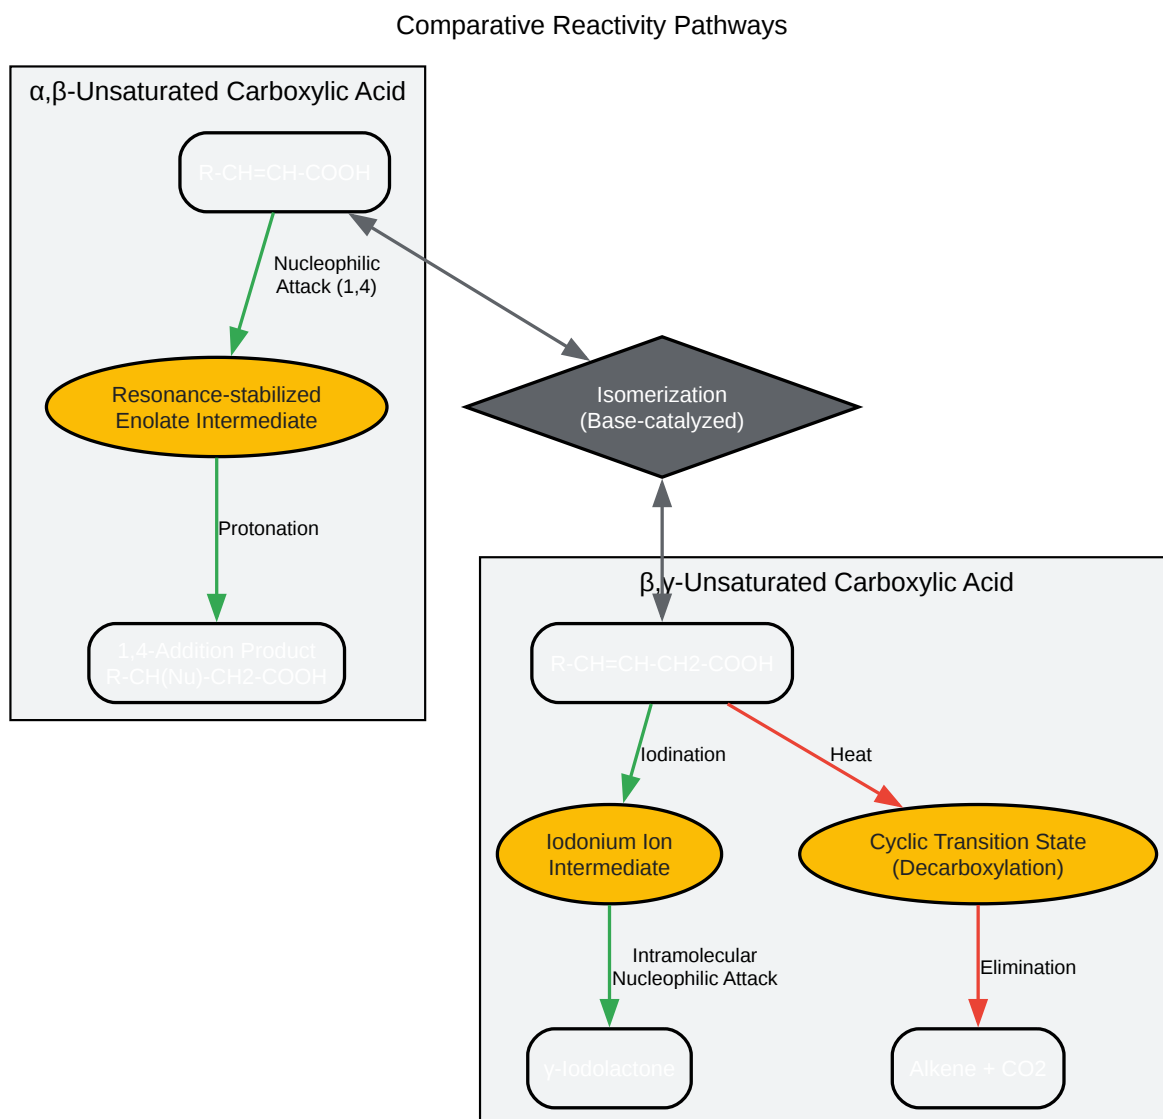 Comparative Reactivity Pathways
α,β-Unsaturated Carboxylic Acid
R-CH=CH-COOH
Nucleophilic
Attack (1,4)
Resonance-stabilized
Enolate Intermediate
Isomerization
(Base-catalyzed)
Protonation
1,4-Addition Product
R-CH(Nu)-CH2-COOH
β,γ-Unsaturated Carboxylic Acid
R-CH=CH-CH2-COOH
Iodination
Heat
Iodonium Ion
Intermediate
Cyclic Transition State
(Decarboxylation)
Intramolecular
Nucleophilic Attack
Elimination
γ-Iodolactone
Alkene + CO2